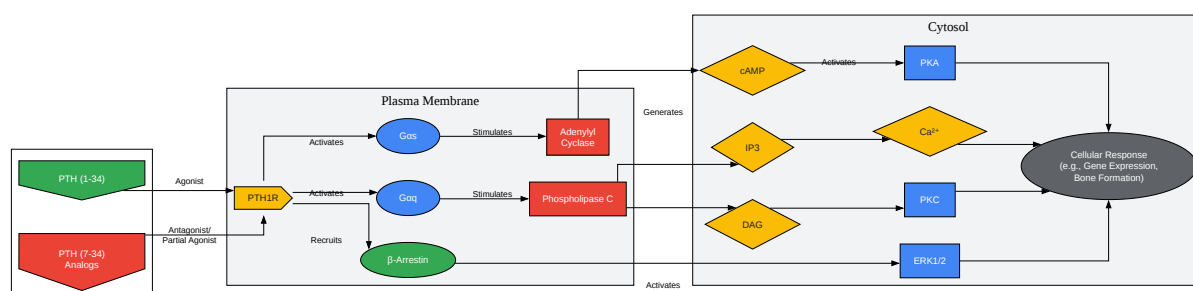 Cytosol
cAMP
Activates
PKA
Plasma Membrane
Generates
Gαs
Stimulates
Adenylyl
Cyclase
Activates
IP3
Ca²⁺
Cellular Response
(e.g., Gene Expression,
Bone Formation)
PTH (1-34)
Agonist
PTH1R
Activates
Gαq
Stimulates
Phospholipase C
PKC
DAG
Antagonist/
Partial Agonist
Recruits
PTH (7-34)
Analogs
β-Arrestin
ERK1/2
Activates